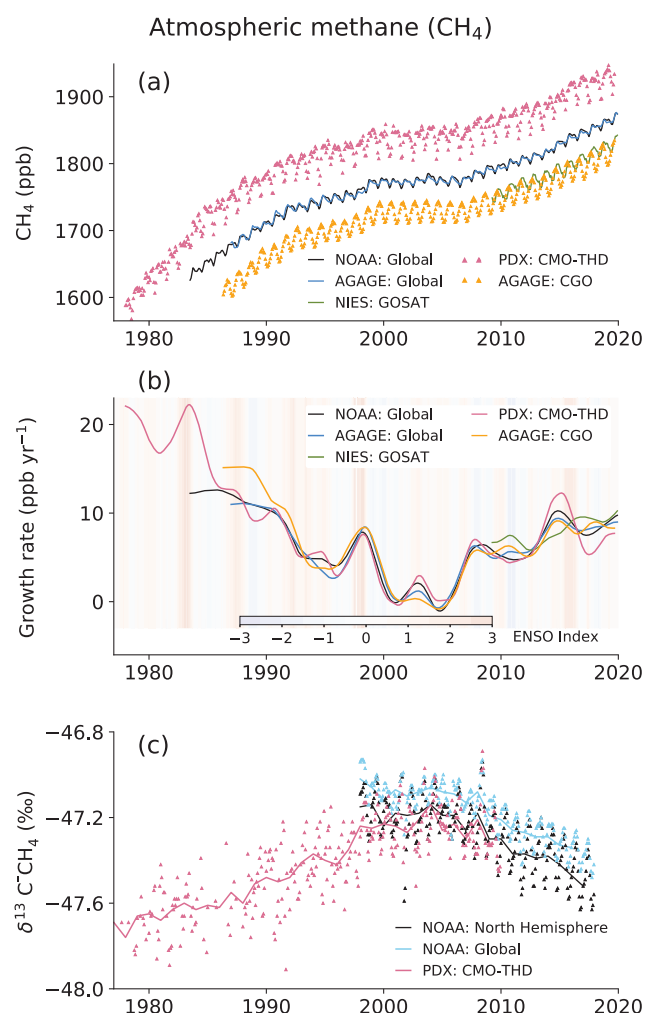 Atmospheric methane (CH₄)
(a)
CH₄ (ppb)
1900
1800
1700
1600
NOAA: Global
AGAGE: Global
NIES: GOSAT
PDX: CMO-THD
AGAGE: CGO
1980 1990 2000 2010 2020
(b)
Growth rate (ppb yr⁻¹)
20
10
0
NOAA: Global
AGAGE: Global
NIES: GOSAT
PDX: CMO-THD
AGAGE: CGO
−3 −2 −1 0 1 2 3 ENSO Index
1980 1990 2000 2010 2020
(c)
δ¹³ C⁻CH₄ (‰)
−46.8
−47.2
−47.6
−48.0
NOAA: North Hemisphere
NOAA: Global
PDX: CMO-THD
1980 1990 2000 2010 2020